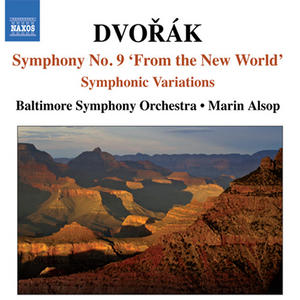 NAXOS
DVOŘÁK
Symphony No. 9 ‘From the New World’
Symphonic Variations
Baltimore Symphony Orchestra • Marin Alsop